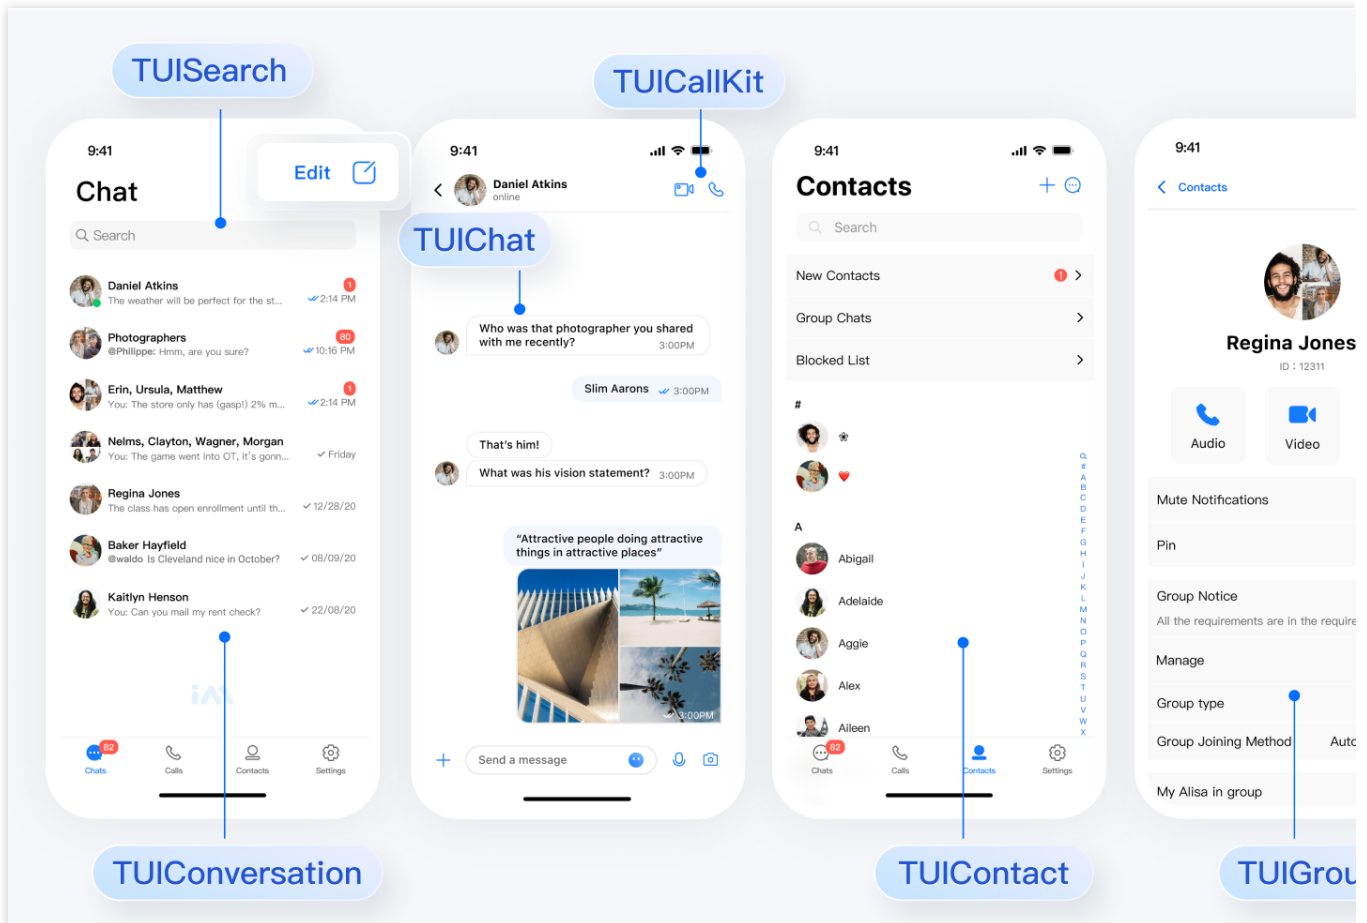 TUISearch
TUICallKit
9:41
Edit
Chat
Search
Daniel Atkins
1
The weather will be perfect for the st...
2:14 PM
Photographers
80
@Philippe: Hmm, are you sure?
10:16 PM
Erin, Ursula, Matthew
1
You: The store only has (gasp!) 2% m...
2:14 PM
Nelms, Clayton, Wagner, Morgan
You: The game went into OT, it's gonn...
Friday
Regina Jones
The class has open enrollment until th...
12/28/20
Baker Hayfield
@waldo Is Cleveland nice in October?
08/09/20
Kaitlyn Henson
You: Can you mail my rent check?
22/08/20
im
82
Chats
Calls
Contacts
Settings
TUIConversation
9:41
Daniel Atkins
online
TUIChat
Who was that photographer you shared
with me recently?
3:00PM
Slim Aarons
3:00PM
That's him!
What was his vision statement?
3:00PM
“Attractive people doing attractive
things in attractive places”
3:00PM
Send a message
9:41
Contacts
Search
New Contacts
1
Group Chats
Blocked List
#
❀
❤️
A
Abigail
Adelaide
Aggie
Alex
Aileen
#
A
B
C
D
E
F
G
H
I
J
K
L
M
N
O
P
Q
R
S
T
U
V
W
X
82
Chats
Calls
Contacts
Settings
TUIContact
9:41
Contacts
Regina Jones
ID : 12311
Audio
Video
Mute Notifications
Pin
Group Notice
All the requirements are in the require
Manage
Group type
Group Joining Method
Auto
My Alisa in group
TUIGrou